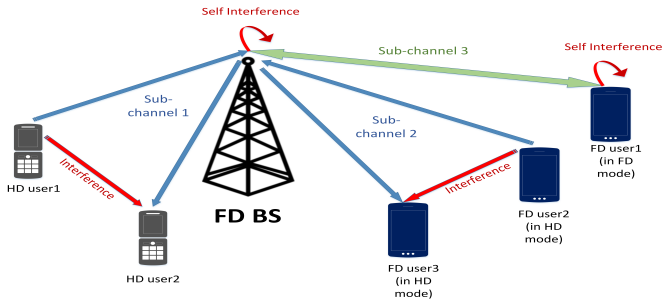 Self Interference
Sub-channel 3
Self Interference
Sub-
channel 1
Sub-
channel 2
HD user1
Interference
HD user2
FD BS
Interference
FD user1
(in FD
mode)
FD user2
(in HD
mode)
FD user3
(in HD
mode)